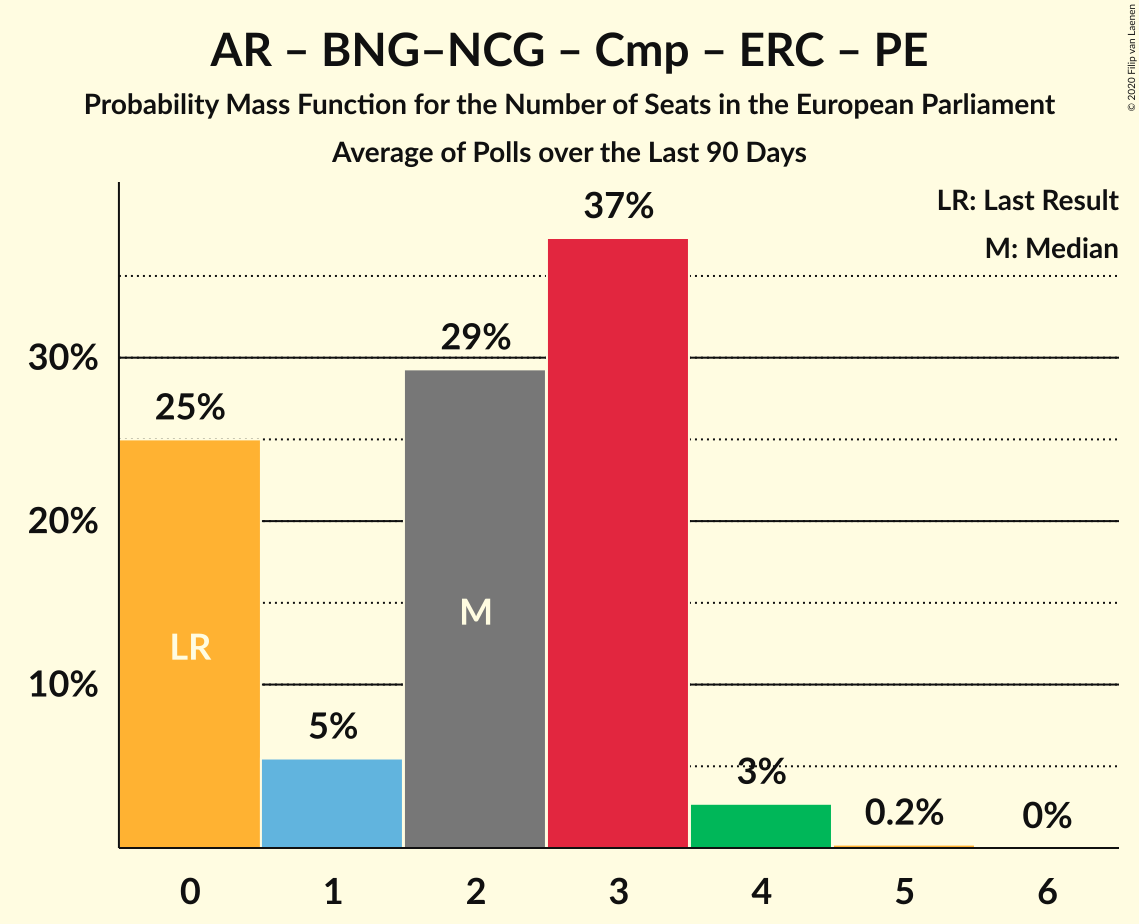 AR – BNG–NCG – Cmp – ERC – PE
Probability Mass Function for the Number of Seats in the European Parliament
Average of Polls over the Last 90 Days
© 2020 Filip van Laenen
LR: Last Result
M: Median
37%
30%
29%
25%
20%
LR
M
10%
5%
3%
0.2%
0%
0 1 2 3 4 5 6